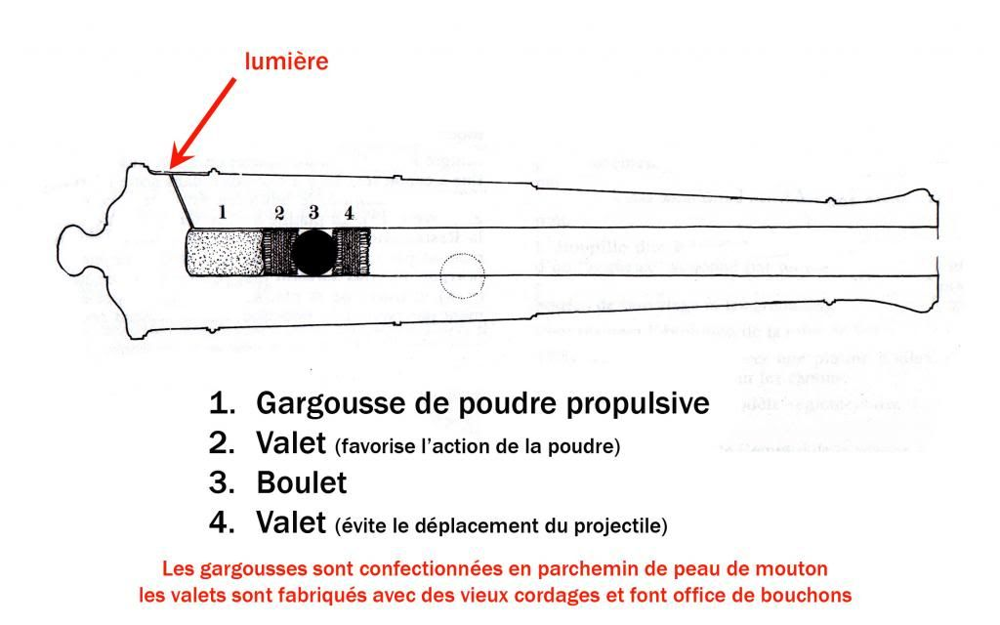 lumière
1 2 3 4
1. Gargousse de poudre propulsive
2. Valet (favorise l'action de la poudre)
3. Boulet
4. Valet (évite le déplacement du projectile)
Les gargousses sont confectionnées en parchemin de peau de mouton
les valets sont fabriqués avec des vieux cordages et font office de bouchons